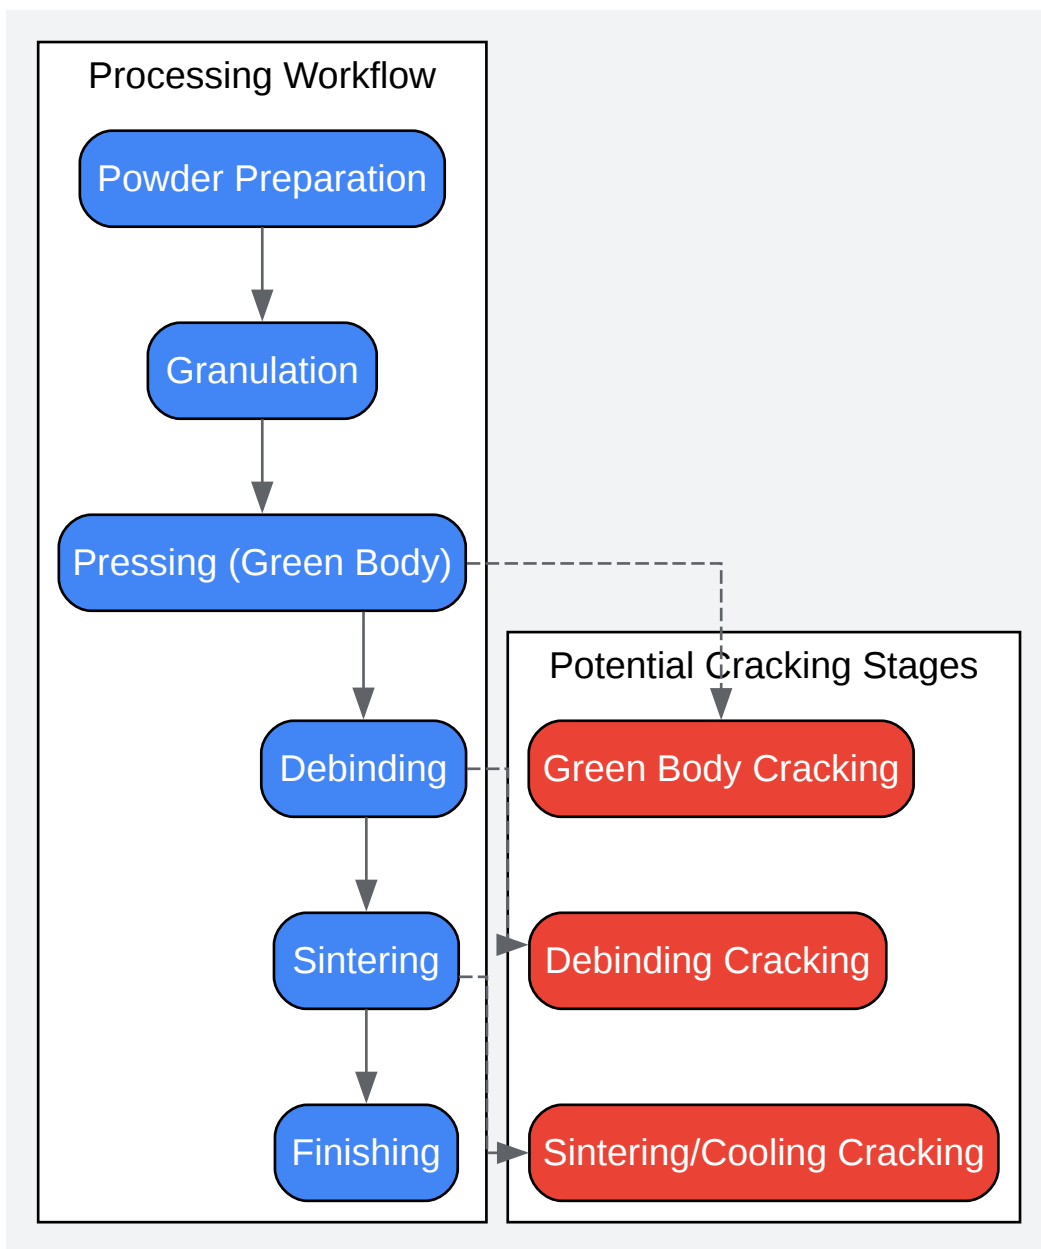 Processing Workflow
Powder Preparation
Granulation
Pressing (Green Body)
Debinding
Sintering
Finishing
Potential Cracking Stages
Green Body Cracking
Debinding Cracking
Sintering/Cooling Cracking